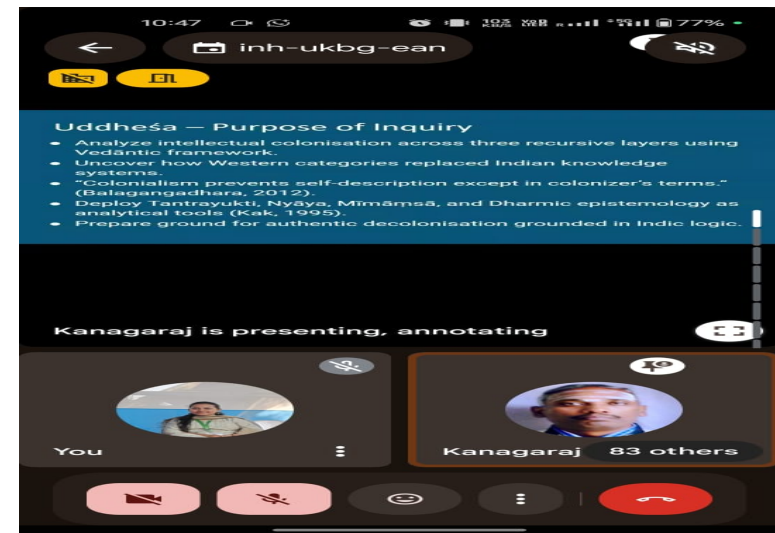 10:47 103 KB/S 5G 77%
inh-ukbg-ean
Uddheśa — Purpose of Inquiry
• Analyze intellectual colonisation across three recursive layers using
Vedāntic framework.
• Uncover how Western categories replaced Indian knowledge
systems.
• "Colonialism prevents self-description except in colonizer's terms."
(Balagangadhara, 2012).
• Deploy Tantrayukti, Nyāya, Mīmāṃsā, and Dharmic epistemology as
analytical tools (Kak, 1995).
• Prepare ground for authentic decolonisation grounded in Indic logic.
Kanagaraj is presenting, annotating
You
Kanagaraj 83 others